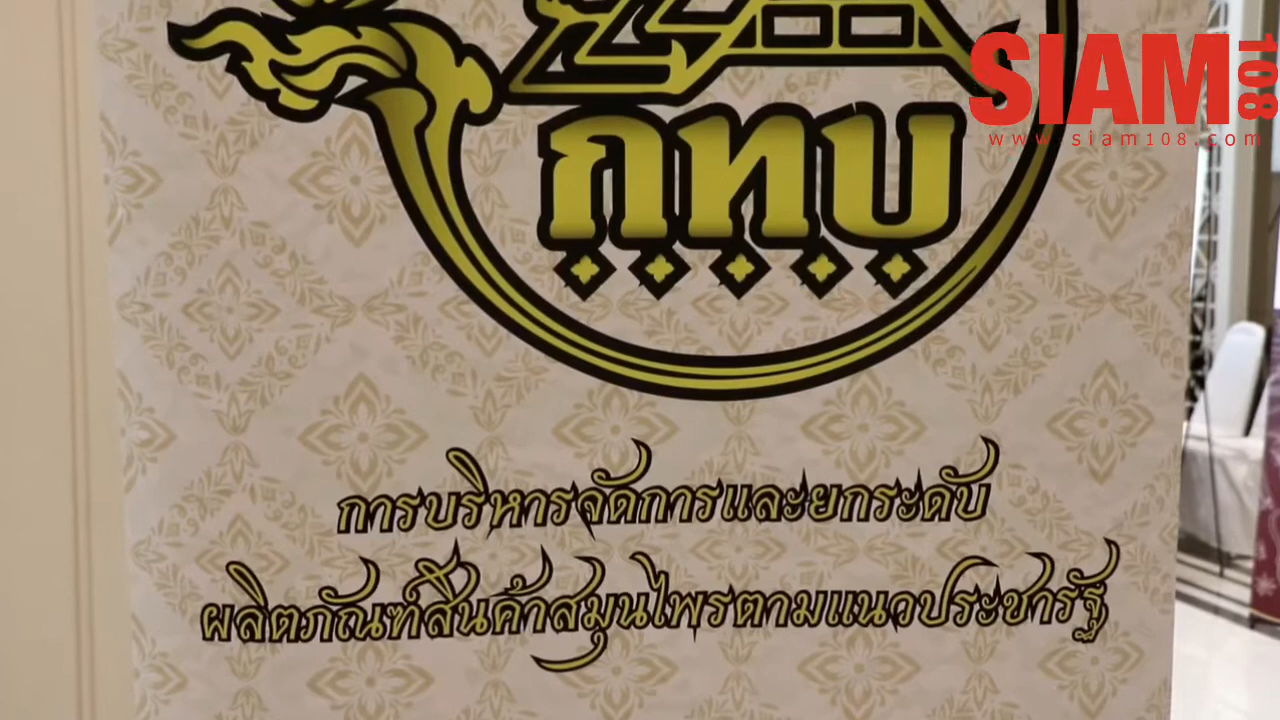 SIAM108
www.siam108.com
กทบ
การบริหารจัดการและยกระดับ
ผลิตภัณฑ์สินค้าสมุนไพรตามแนวประชารัฐ